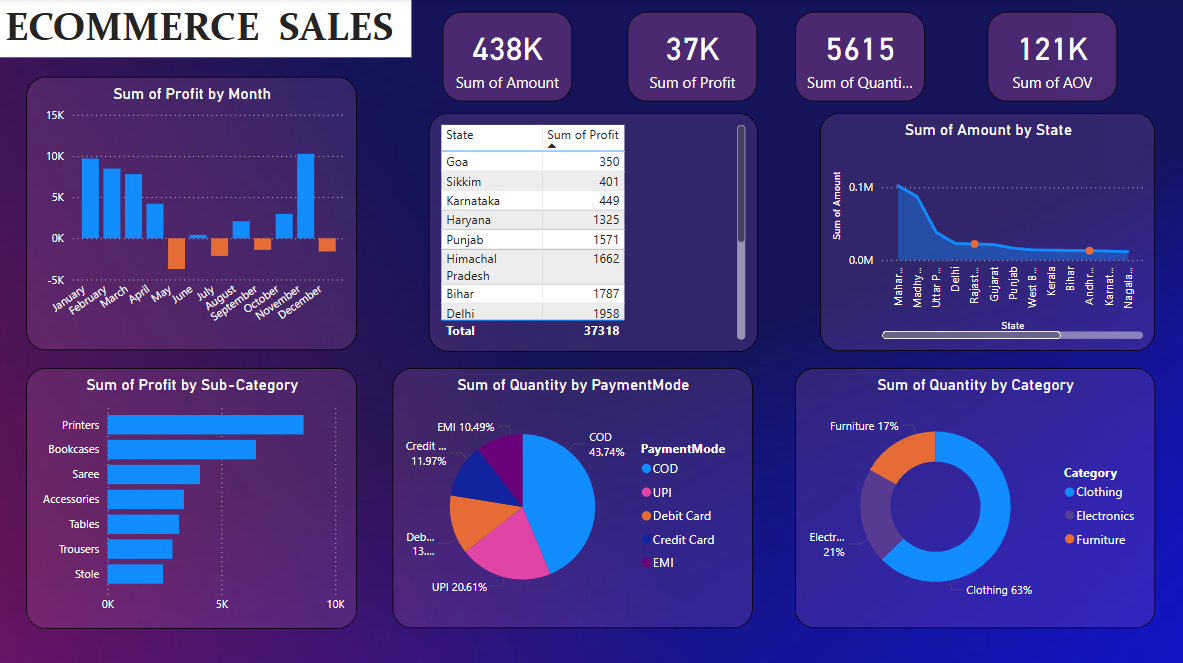 ECOMMERCE SALES
438K
Sum of Amount
37K
Sum of Profit
5615
Sum of Quanti...
121K
Sum of AOV
Sum of Profit by Month
15K
10K
5K
0K
-5K
January
February
March
April
May
June
July
August
September
October
November
December
State Sum of Profit
Goa 350
Sikkim 401
Karnataka 449
Haryana 1325
Punjab 1571
Himachal 1662
Pradesh
Bihar 1787
Delhi 1958
Total 37318
Sum of Amount by State
Sum of Amount
0.1M
0.0M
Mahar...
Madhy...
Uttar P...
Delhi
Rajast...
Gujarat
Punjab
West B...
Kerala
Bihar
Andhr...
Karnat...
Nagala...
State
Sum of Profit by Sub-Category
Printers
Bookcases
Saree
Accessories
Tables
Trousers
Stole
0K 5K 10K
Sum of Quantity by PaymentMode
EMI 10.49%
COD
43.74%
Credit ...
11.97%
Deb...
13....
UPI 20.61%
PaymentMode
COD
UPI
Debit Card
Credit Card
EMI
Sum of Quantity by Category
Furniture 17%
Electr...
21%
Clothing 63%
Category
Clothing
Electronics
Furniture